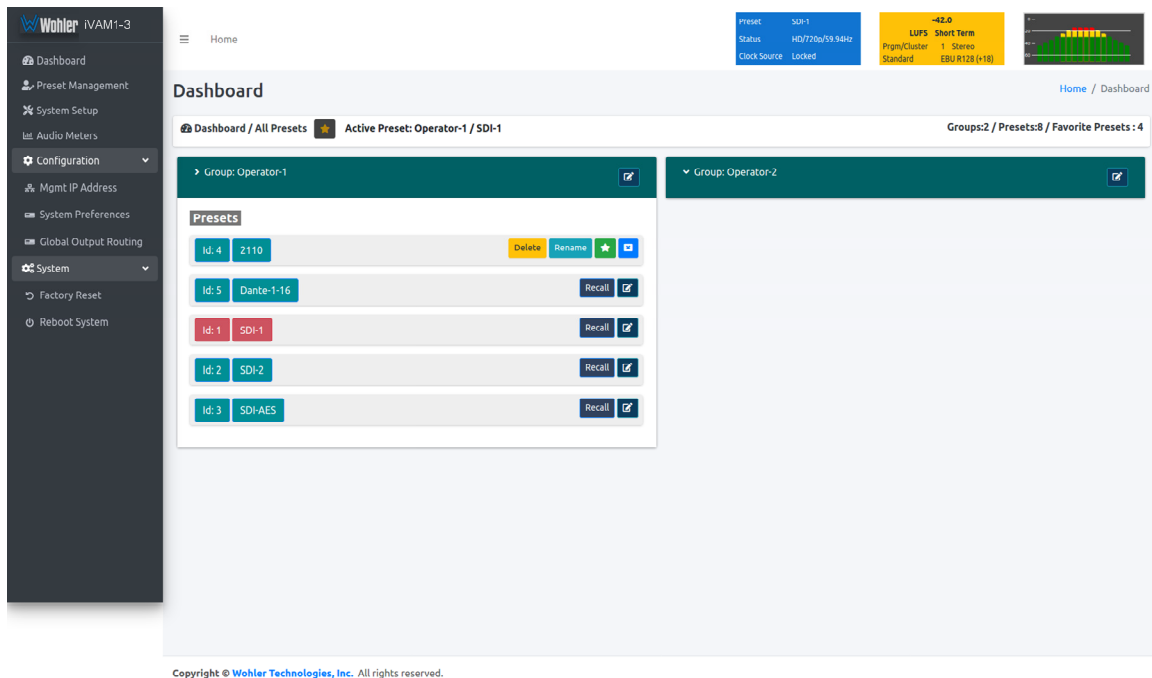 Wohler iVAM1-3
Dashboard
Preset Management
System Setup
Audio Meters
Configuration
Mgmt IP Address
System Preferences
Global Output Routing
System
Factory Reset
Reboot System
Home
Preset SDI-1
Status HD/720p/59.94Hz
Clock Source Locked
-42.0
LUFS Short Term
Prgm/Cluster 1 Stereo
Standard EBU R128 (+18)
Dashboard
Home / Dashboard
Dashboard / All Presets Active Preset: Operator-1 / SDI-1
Groups:2 / Presets:8 / Favorite Presets : 4
Group: Operator-1
Group: Operator-2
Presets
Id: 4 2110 Delete Rename
Id: 5 Dante-1-16 Recall
Id: 1 SDI-1 Recall
Id: 2 SDI-2 Recall
Id: 3 SDI-AES Recall
Copyright © Wohler Technologies, Inc. All rights reserved.